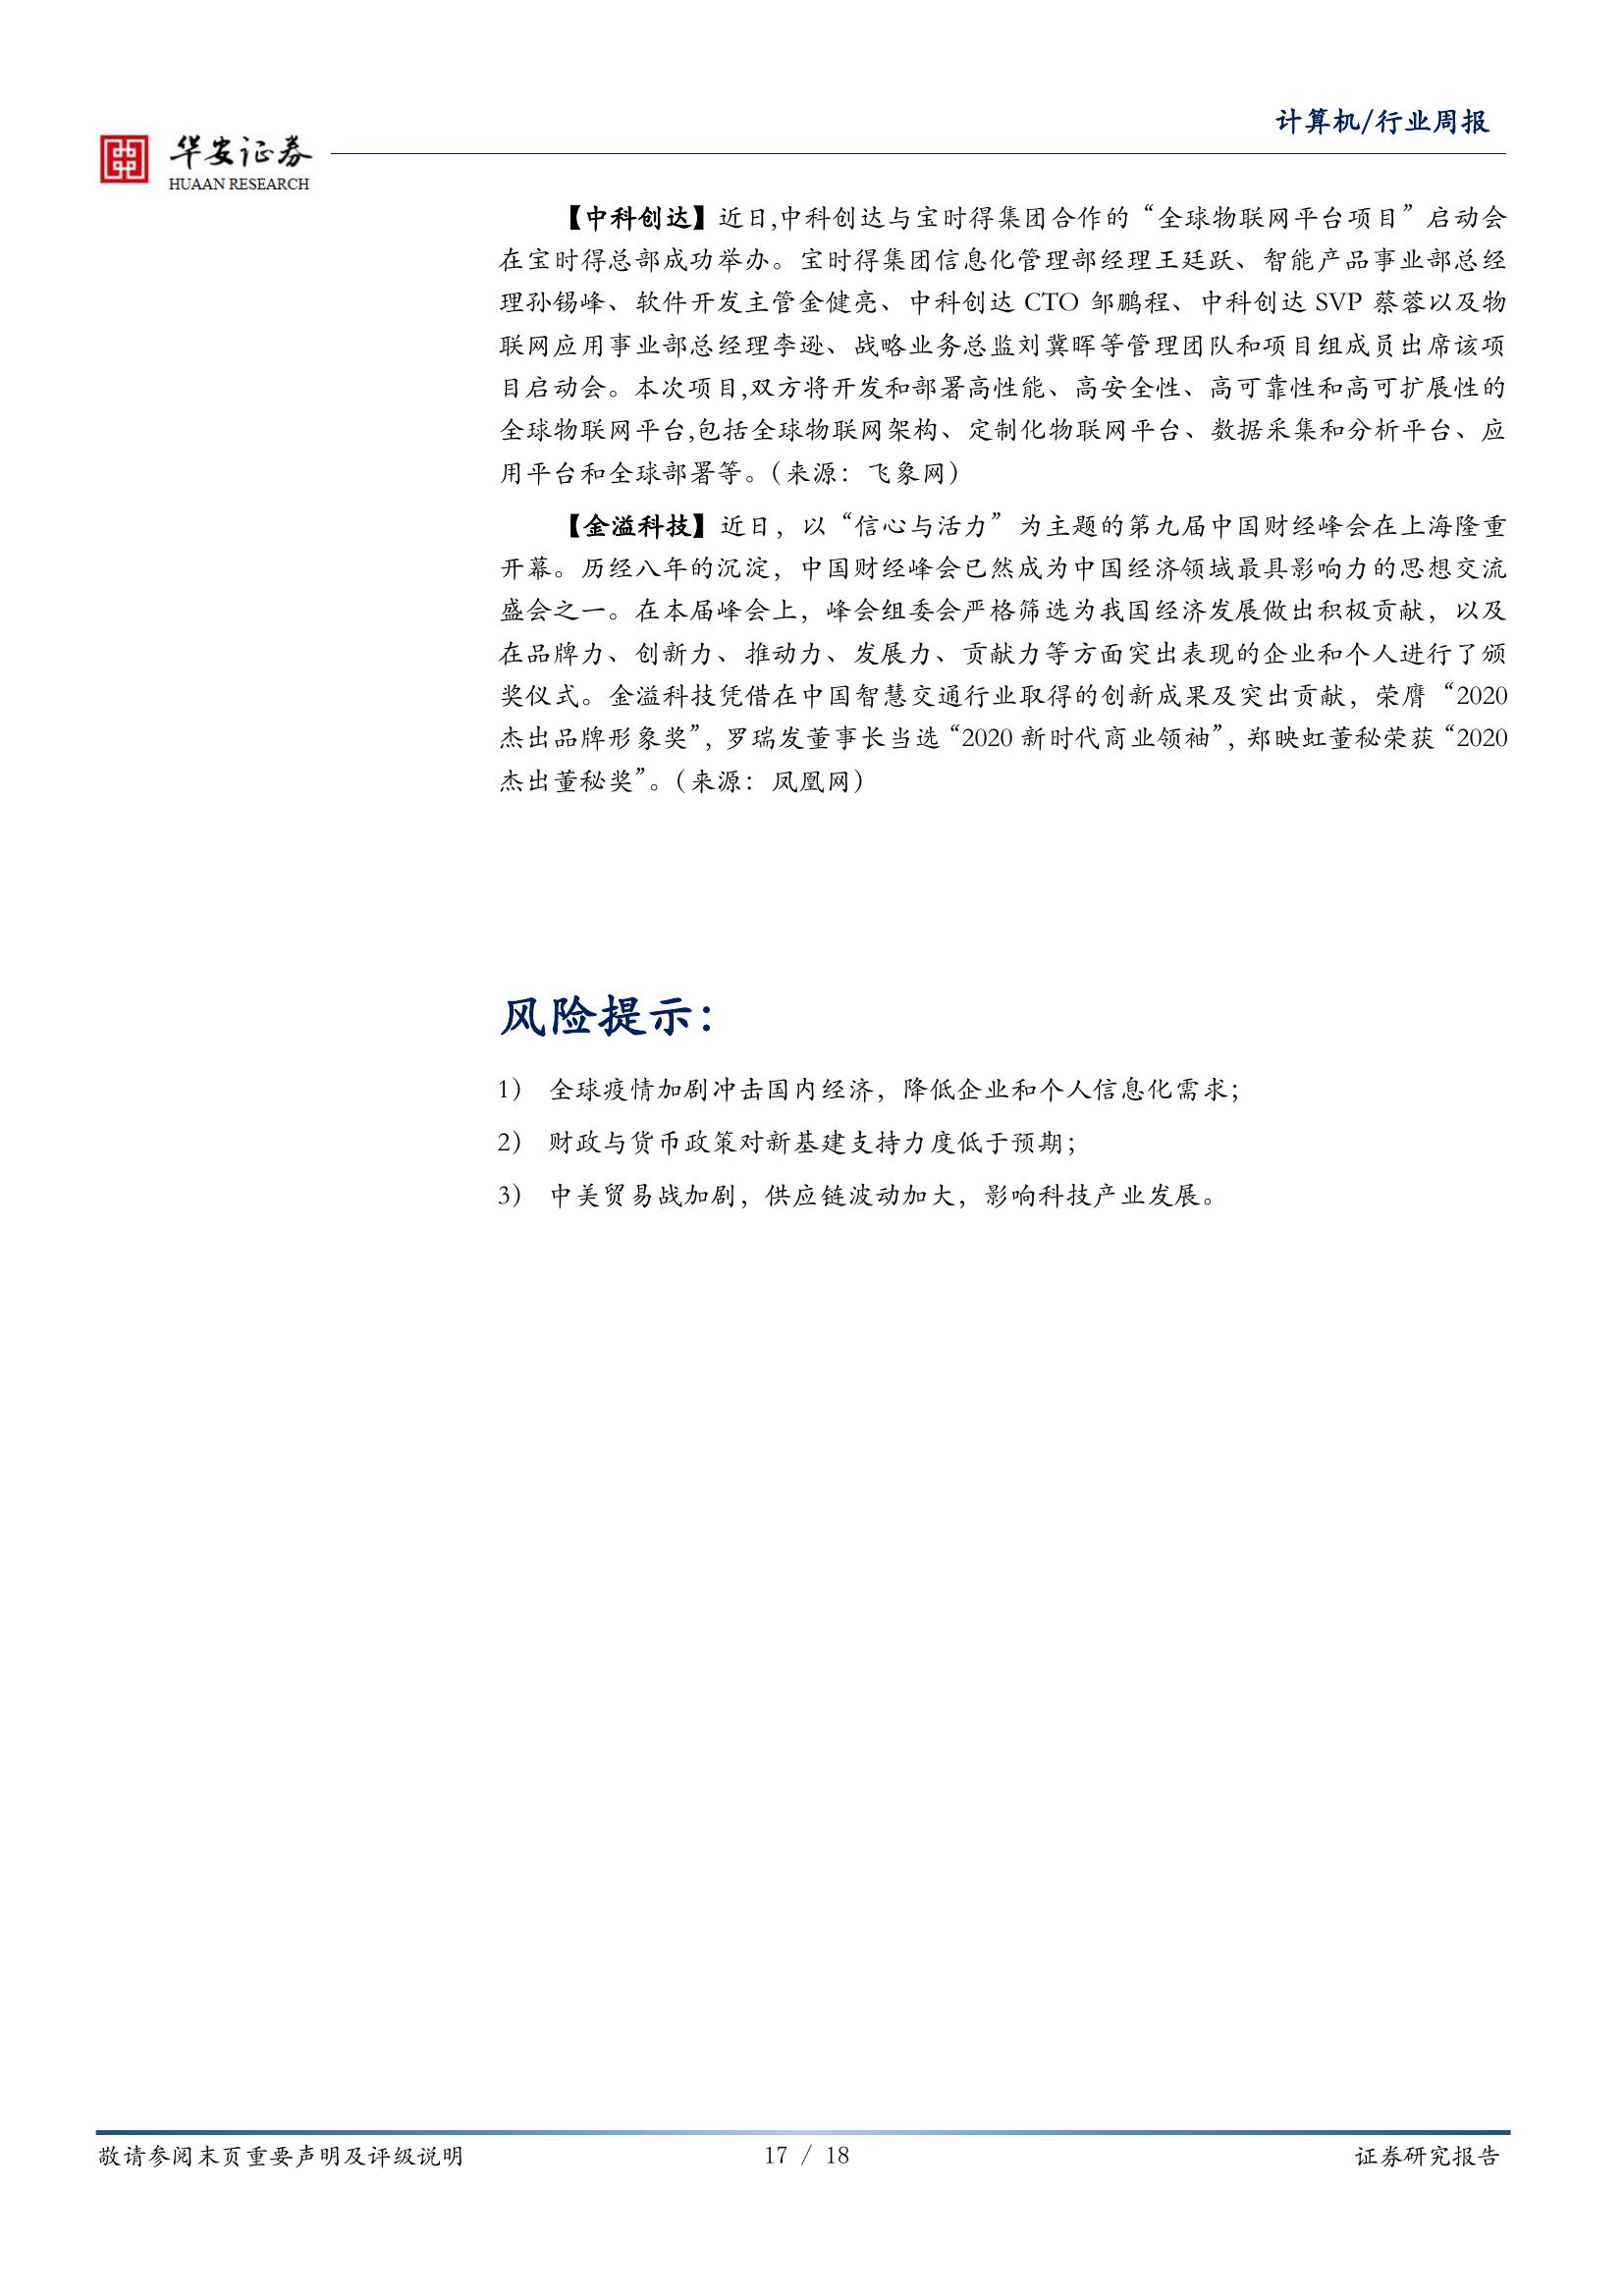 计算机/行业周报
华安证券
HUAAN RESEARCH
【中科创达】近日,中科创达与宝时得集团合作的“全球物联网平台项目”启动会
在宝时得总部成功举办。宝时得集团信息化管理部经理王廷跃、智能产品事业部总经
理孙锡峰、软件开发主管金健亮、中科创达 CTO 邹鹏程、中科创达 SVP 蔡蓉以及物
联网应用事业部总经理李逊、战略业务总监刘冀晖等管理团队和项目组成员出席该项
目启动会。本次项目,双方将开发和部署高性能、高安全性、高可靠性和高可扩展性的
全球物联网平台,包括全球物联网架构、定制化物联网平台、数据采集和分析平台、应
用平台和全球部署等。（来源：飞象网）
【金溢科技】近日，以“信心与活力”为主题的第九届中国财经峰会在上海隆重
开幕。历经八年的沉淀，中国财经峰会已然成为中国经济领域最具影响力的思想交流
盛会之一。在本届峰会上，峰会组委会严格筛选为我国经济发展做出积极贡献，以及
在品牌力、创新力、推动力、发展力、贡献力等方面突出表现的企业和个人进行了颁
奖仪式。金溢科技凭借在中国智慧交通行业取得的创新成果及突出贡献，荣膺“2020
杰出品牌形象奖”，罗瑞发董事长当选“2020 新时代商业领袖”，郑映虹董秘荣获“2020
杰出董秘奖”。（来源：凤凰网）
风险提示：
1） 全球疫情加剧冲击国内经济，降低企业和个人信息化需求；
2） 财政与货币政策对新基建支持力度低于预期；
3） 中美贸易战加剧，供应链波动加大，影响科技产业发展。
敬请参阅末页重要声明及评级说明
17 / 18
证券研究报告